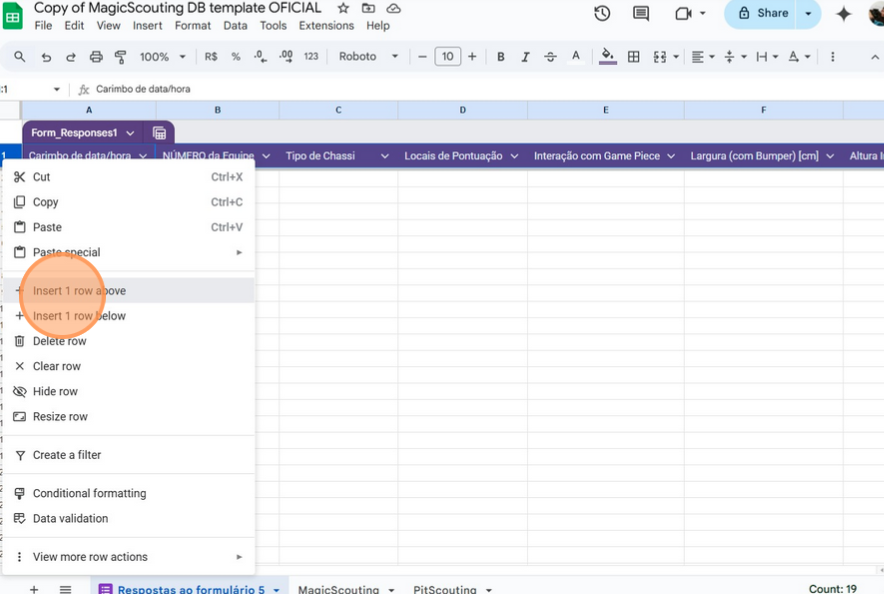 Copy of MagicScouting DB template OFICIAL
Share
File Edit View Insert Format Data Tools Extensions Help
100% R$ % .0 .00 123 Roboto 10 B I A
:1 fx Carimbo de data/hora
A B C D E F
Form_Responses1
1 Carimbo de data/hora NÚMERO da Equipe Tipo de Chassi Locais de Pontuação Interação com Game Piece Largura (com Bumper) [cm] Altura
Cut Ctrl+X
Copy Ctrl+C
Paste Ctrl+V
Paste special
Insert 1 row above
Insert 1 row below
Delete row
Clear row
Hide row
Resize row
Create a filter
Conditional formatting
Data validation
View more row actions
Respostas ao formulário 5 MagicScouting PitScouting Count: 19